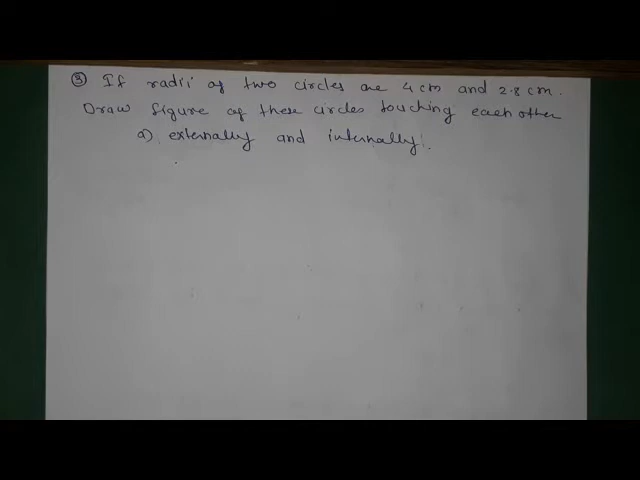 ③ If radii of two circles are 4 cm and 2.8 cm.
Draw figure of these circles touching each other
a). externally and internally.